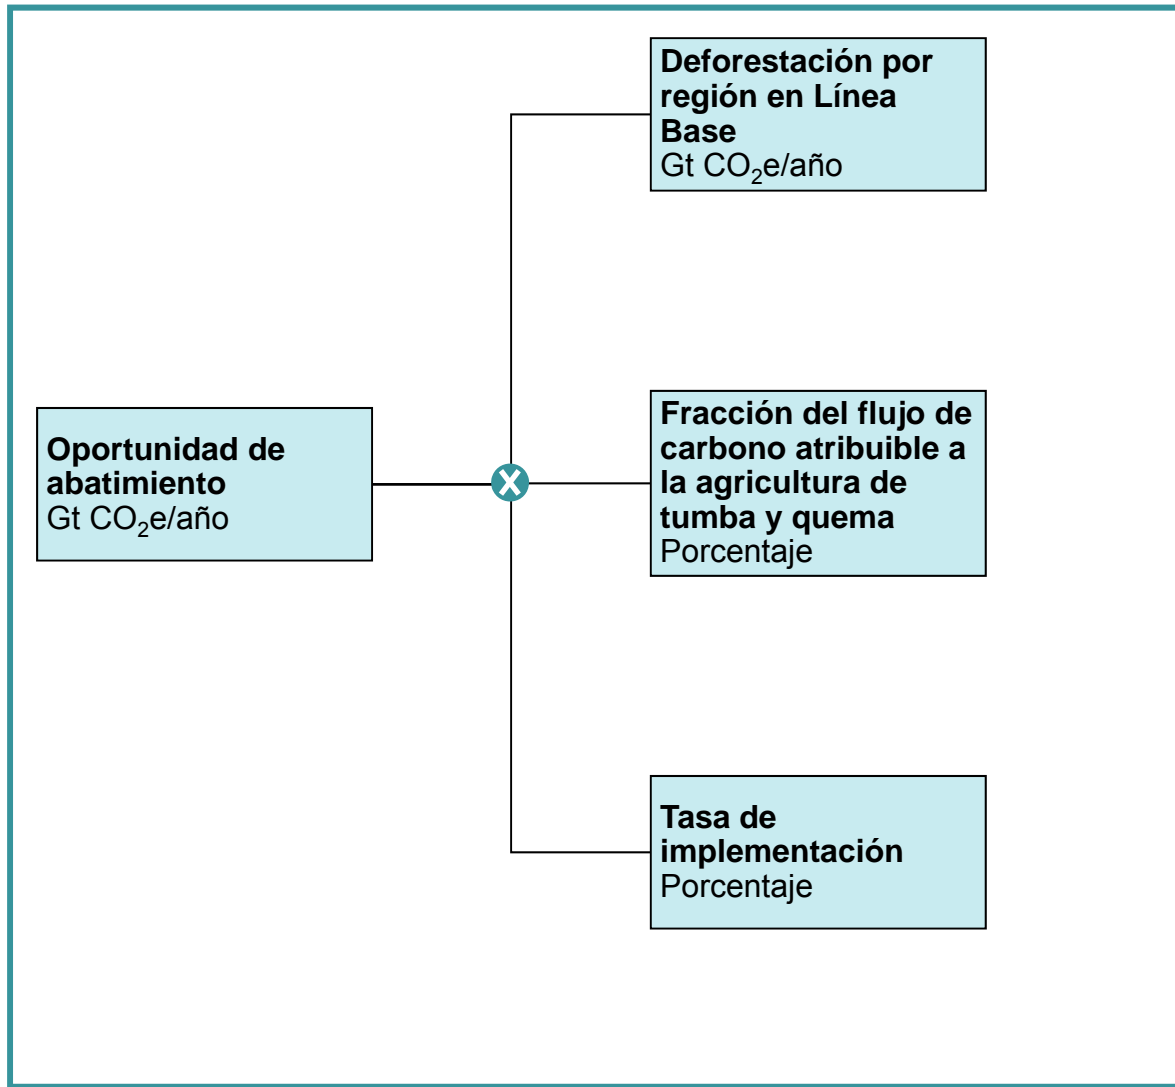 Deforestación por
región en Línea
Base
Gt CO₂e/año
Oportunidad de
abatimiento
Gt CO₂e/año
X
Fracción del flujo de
carbono atribuible a
la agricultura de
tumba y quema
Porcentaje
Tasa de
implementación
Porcentaje